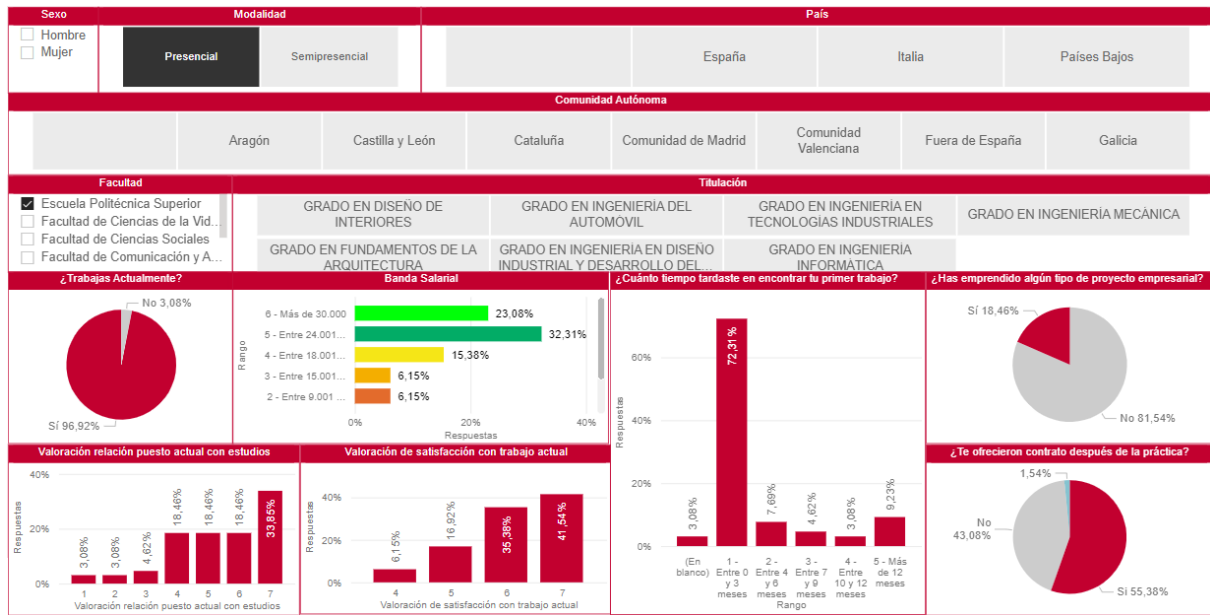 Sexo
Modalidad
País
Hombre
Mujer
Presencial
Semipresencial
España
Italia
Países Bajos
Comunidad Autónoma
Aragón
Castilla y León
Cataluña
Comunidad de Madrid
Comunidad
Valenciana
Fuera de España
Galicia
Facultad
Titulación
Escuela Politécnica Superior
Facultad de Ciencias de la Vid...
Facultad de Ciencias Sociales
Facultad de Comunicación y A...
GRADO EN DISEÑO DE
INTERIORES
GRADO EN INGENIERÍA DEL
AUTOMÓVIL
GRADO EN INGENIERÍA EN
TECNOLOGÍAS INDUSTRIALES
GRADO EN INGENIERÍA MECÁNICA
GRADO EN FUNDAMENTOS DE LA
ARQUITECTURA
GRADO EN INGENIERÍA EN DISEÑO
INDUSTRIAL Y DESARROLLO DEL...
GRADO EN INGENIERÍA
INFORMÁTICA
¿Trabajas Actualmente?
No 3,08%
Sí 96,92%
Banda Salarial
Rango
6 - Más de 30.000
23,08%
5 - Entre 24.001...
32,31%
4 - Entre 18.001...
15,38%
3 - Entre 15.001...
6,15%
2 - Entre 9.001 ...
6,15%
0%
20%
40%
Respuestas
¿Cuánto tiempo tardaste en encontrar tu primer trabajo?
Respuestas
60%
40%
20%
0%
3,08%
72,31%
7,69%
4,62%
3,08%
9,23%
(En
blanco)
1 -
Entre 0
y 3
meses
2 -
Entre 4
y 6
meses
3 -
Entre 7
y 9
meses
4 -
Entre
10 y 12
meses
5 - Más
de 12
meses
Rango
¿Has emprendido algún tipo de proyecto empresarial?
Sí 18,46%
No 81,54%
Valoración relación puesto actual con estudios
Respuestas
40%
20%
0%
3,08%
3,08%
4,62%
18,46%
18,46%
18,46%
33,85%
1
2
3
4
5
6
7
Valoración relación puesto actual con estudios
Valoración de satisfacción con trabajo actual
Respuestas
40%
20%
0%
6,15%
16,92%
35,38%
41,54%
4
5
6
7
Valoración de satisfacción con trabajo actual
¿Te ofrecieron contrato después de la práctica?
1,54%
No
43,08%
Sí 55,38%